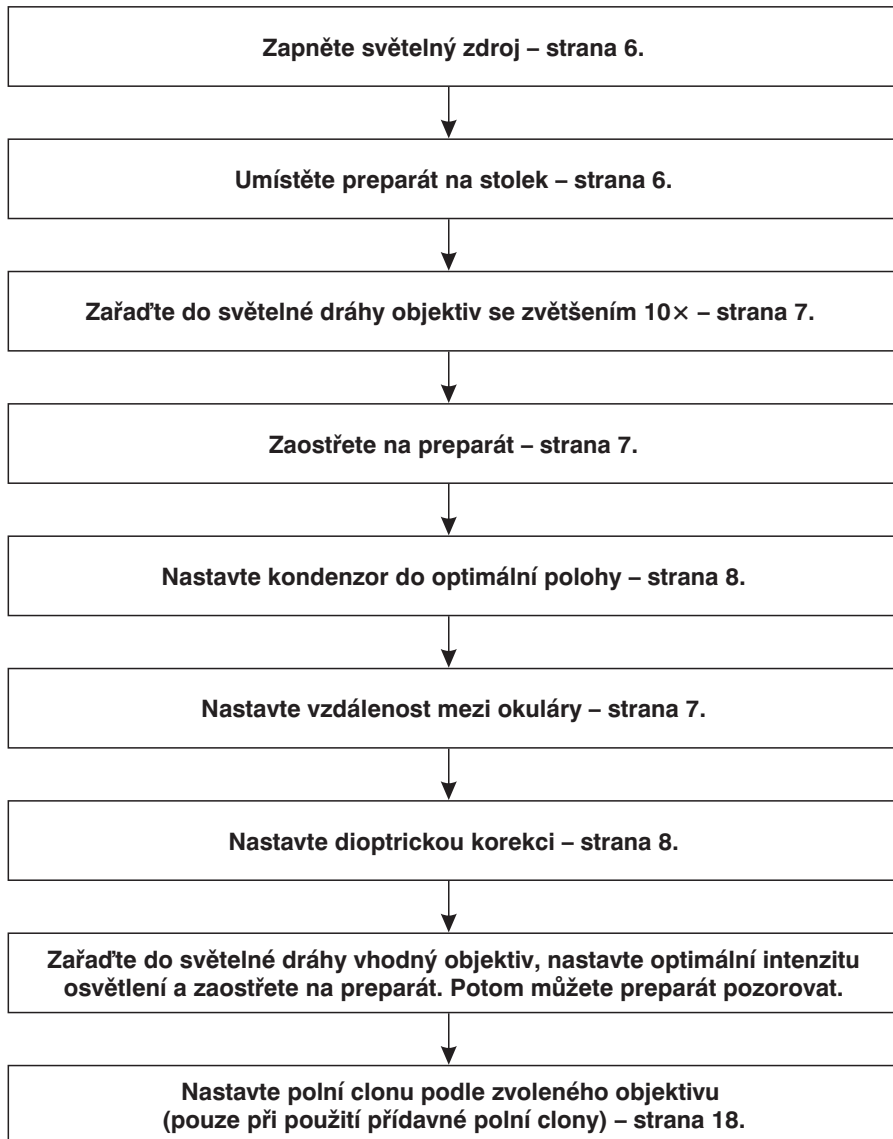 Zapněte světelný zdroj – strana 6.
Umístěte preparát na stolek – strana 6.
Zařaďte do světelné dráhy objektiv se zvětšením 10× – strana 7.
Zaostřete na preparát – strana 7.
Nastavte kondenzor do optimální polohy – strana 8.
Nastavte vzdálenost mezi okuláry – strana 7.
Nastavte dioptrickou korekci – strana 8.
Zařaďte do světelné dráhy vhodný objektiv, nastavte optimální intenzitu
osvětlení a zaostřete na preparát. Potom můžete preparát pozorovat.
Nastavte polní clonu podle zvoleného objektivu
(pouze při použití přídavné polní clony) – strana 18.